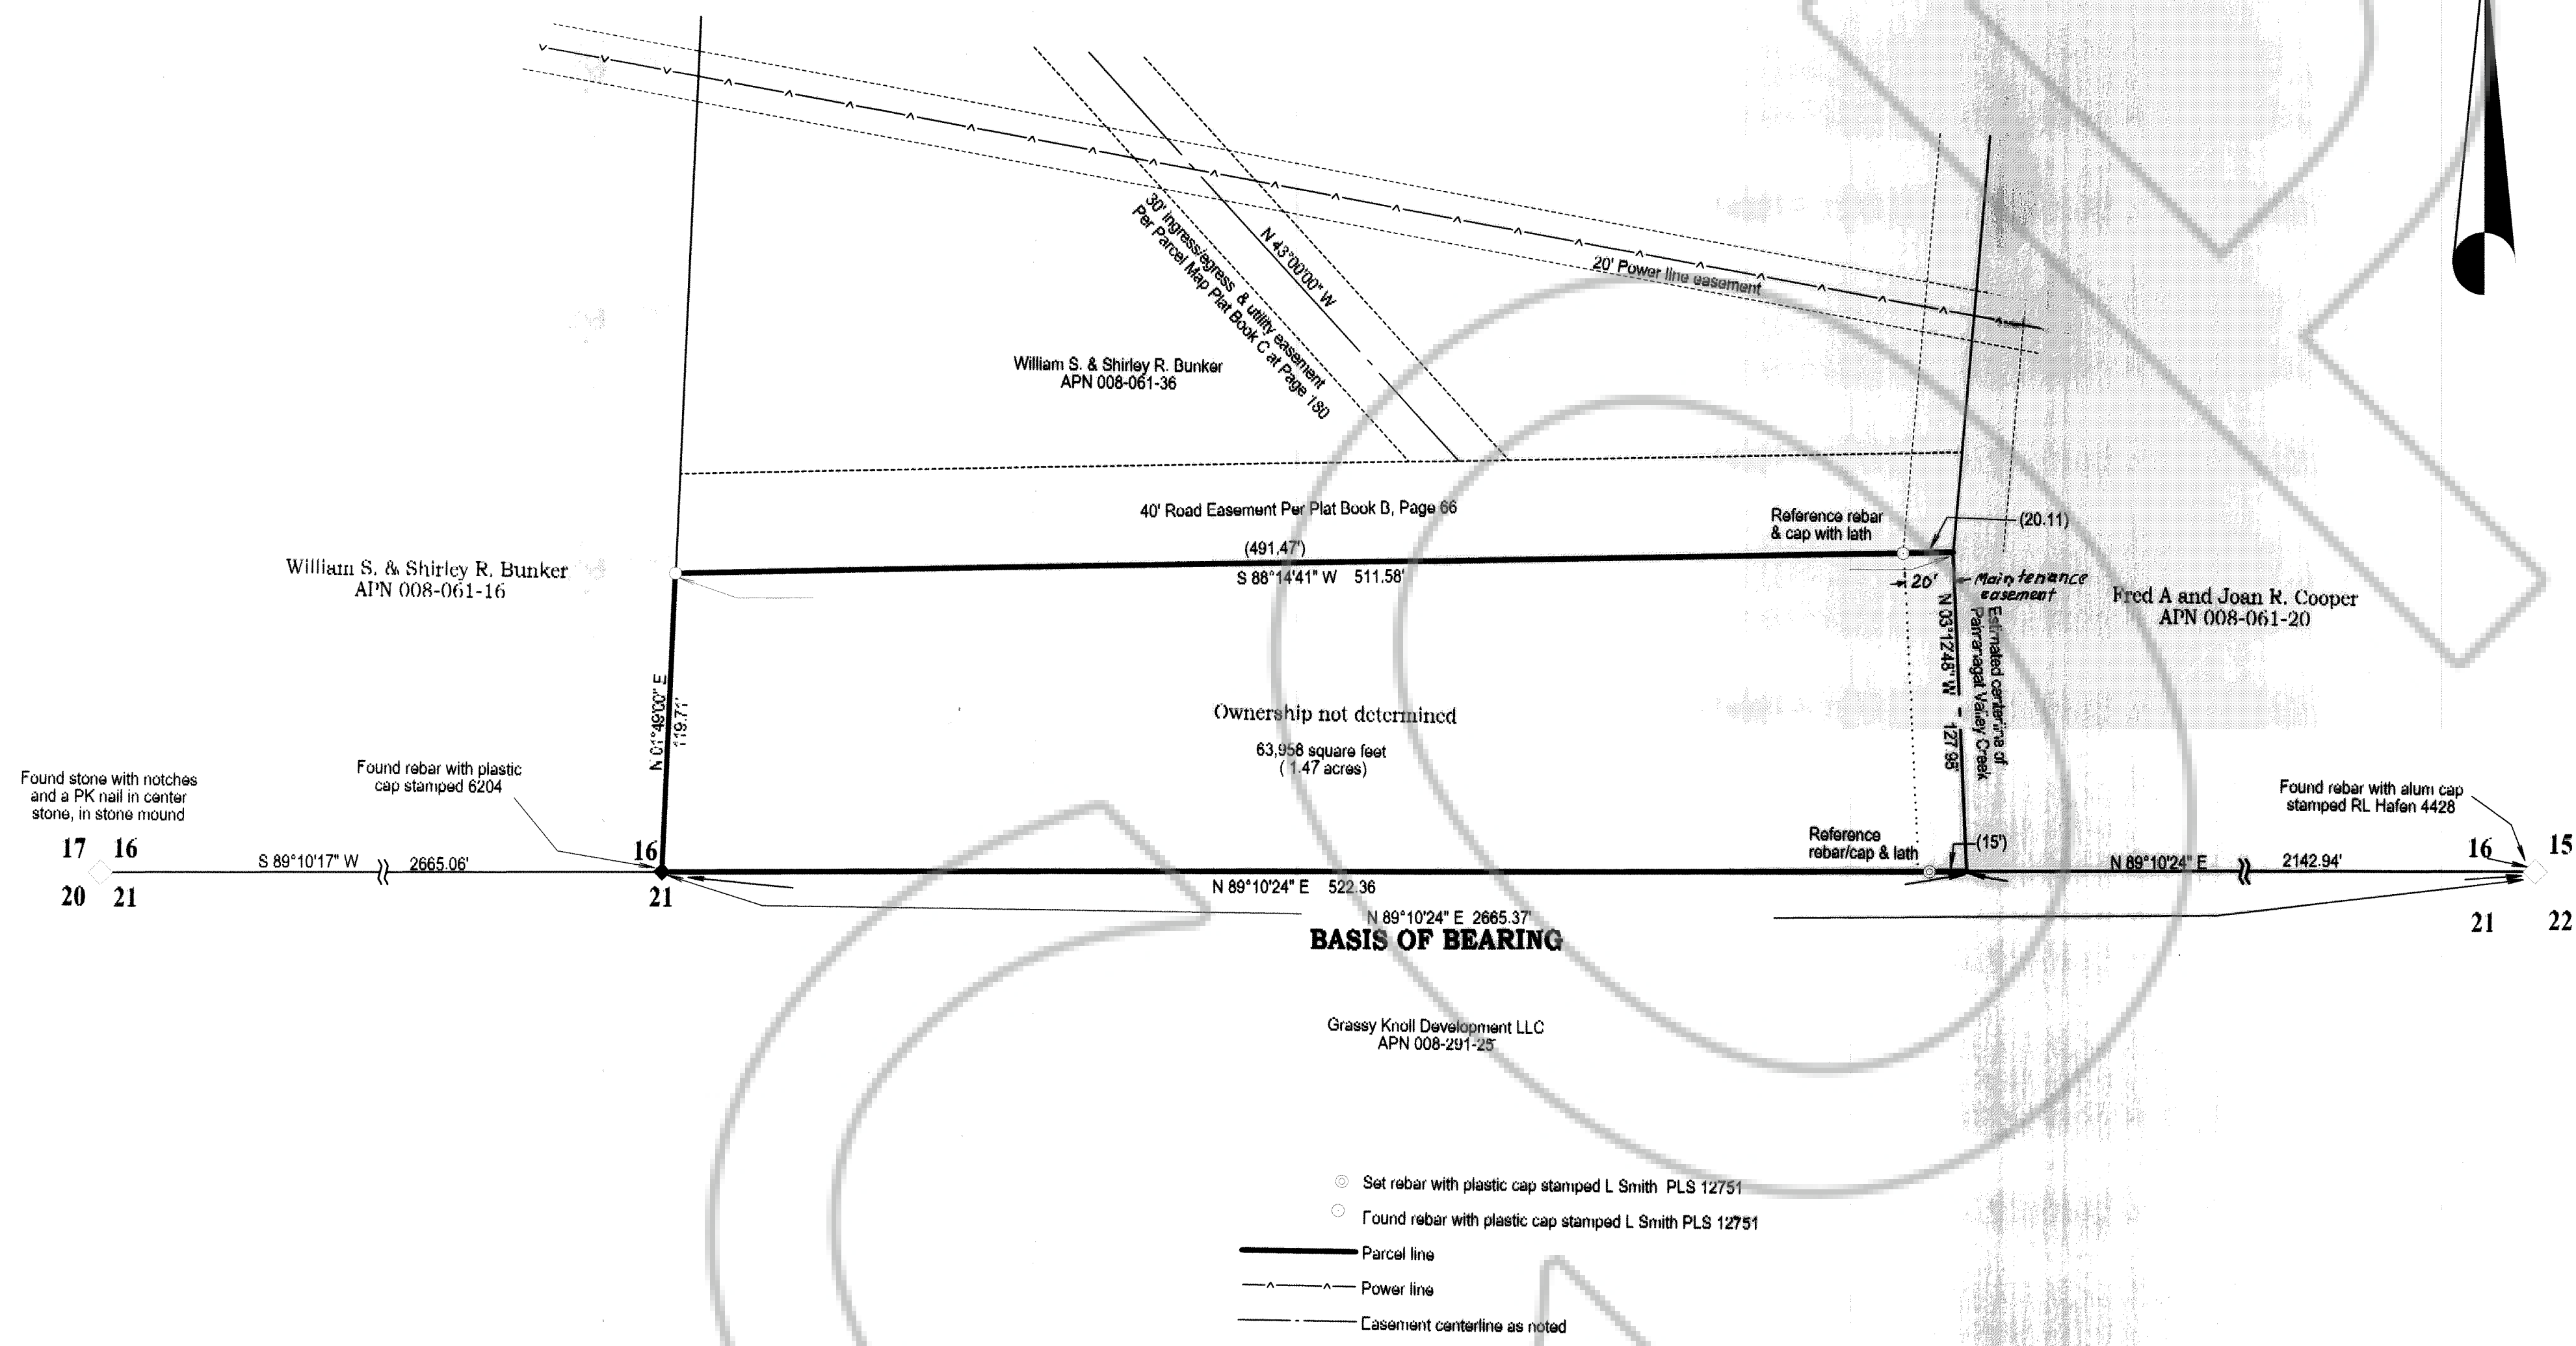 20' Power line easement
N 43°00'00" W
30' ingress/egress & utility easement
Per Parcel Map Plat Book C at Page 180
William S. & Shirley R. Bunker
APN 008-061-36
40' Road Easement Per Plat Book B, Page 66
Reference rebar
& cap with lath
(20.11)
(491.47')
S 88°14'41" W 511.58'
William S. & Shirley R. Bunker
APN 008-061-16
20'
Maintenance
easement
Fred A and Joan R. Cooper
APN 008-061-20
N 03°12'48" W - 127.95'
Estimated centerline of
Pahranagat Valley Creek
N 01°49'00" E
119.71'
Ownership not determined
63,958 square feet
( 1.47 acres)
Found stone with notches
and a PK nail in center
stone, in stone mound
Found rebar with plastic
cap stamped 6204
Reference
rebar/cap & lath
(15')
Found rebar with alum cap
stamped RL Hafen 4428
17 16
20 21
S 89°10'17" W 2665.06'
16
21
N 89°10'24" E 522.36
N 89°10'24" E 2142.94'
16 15
21 22
N 89°10'24" E 2665.37'
BASIS OF BEARING
Grassy Knoll Development LLC
APN 008-291-25
Set rebar with plastic cap stamped L Smith PLS 12751
Found rebar with plastic cap stamped L Smith PLS 12751
Parcel line
Power line
Easement centerline as noted